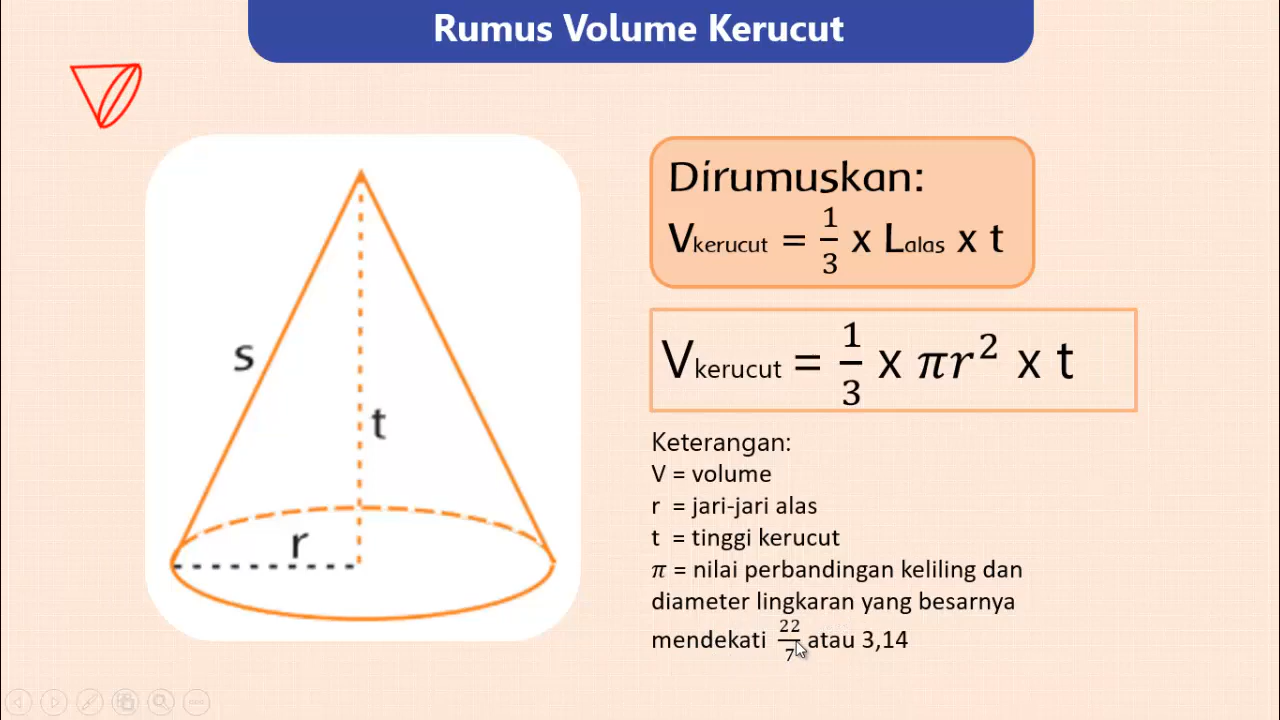 Rumus Volume Kerucut
Dirumuskan:
Vkerucut = 1/3 x Lalas x t
Vkerucut = 1/3 x πr² x t
s
t
r
Keterangan:
V = volume
r = jari-jari alas
t = tinggi kerucut
π = nilai perbandingan keliling dan
diameter lingkaran yang besarnya
mendekati 22/7 atau 3,14